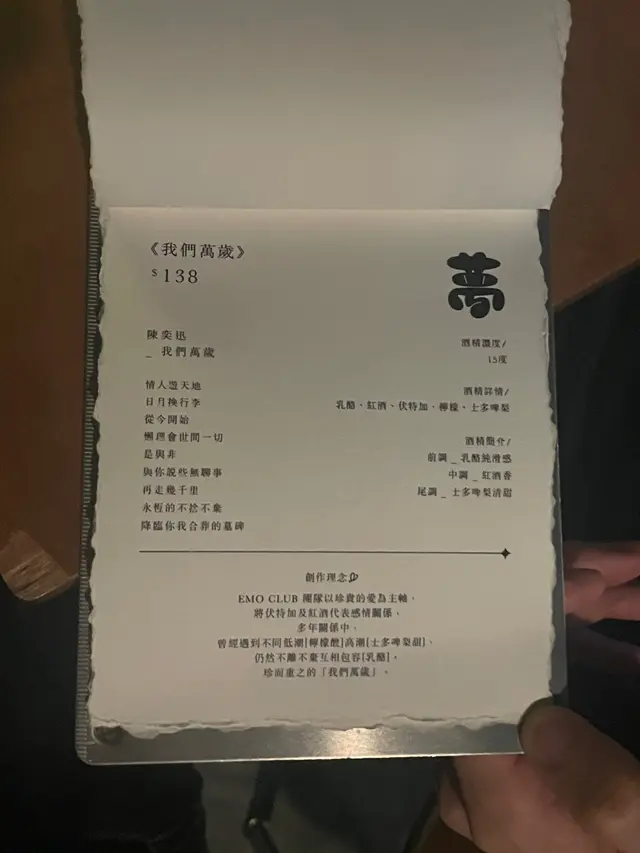 《我們萬歲》
$138
夢
陳奕迅
_ 我們萬歲
情人遊天地
日月換行李
從今開始
懶理會世間一切
是與非
與你說些無聊事
再走幾千里
永恆的不捨不棄
降臨你我合葬的墓碑
酒精濃度/
15度
酒精詳情/
乳酪、紅酒、伏特加、檸檬、士多啤梨
酒精簡介/
前調 _ 乳酪純滑感
中調 _ 紅酒香
尾調 _ 士多啤梨清甜
創作理念
EMO CLUB 團隊以珍貴的愛為主軸，
將伏特加及紅酒代表感情關係，
多年關係中，
曾經遇到不同低潮[檸檬酸]高潮[士多啤梨甜]、
仍然不離不棄互相包容[乳酪]，
珍而重之的「我們萬歲」、